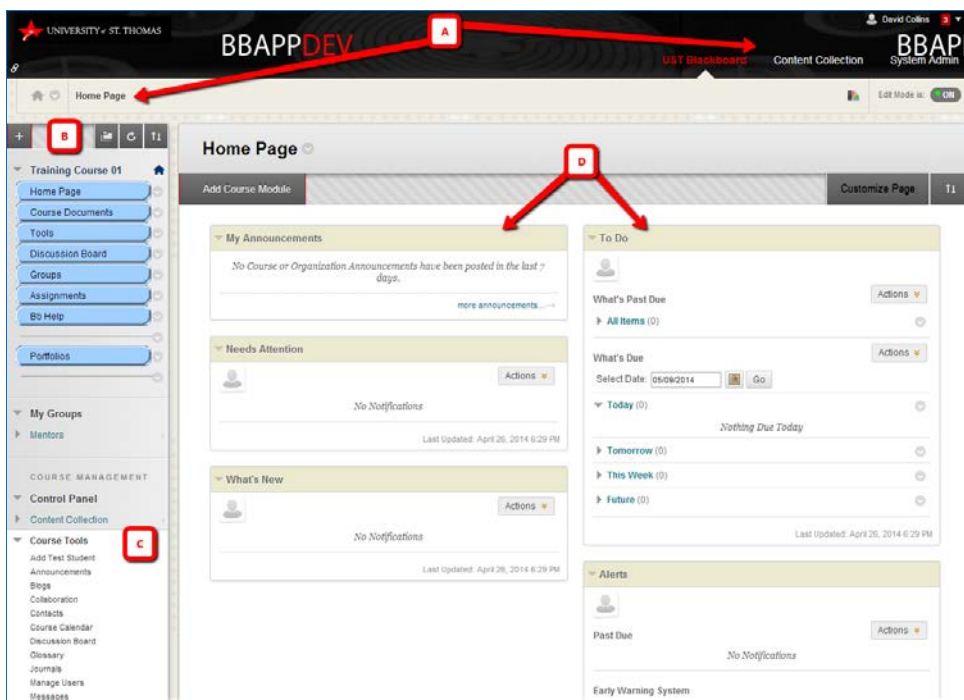 UNIVERSITY of ST. THOMAS
BBAPPDEV
A
David Collins 3
UST Blackboard
Content Collection
BBAP
System Admin
Home Page
Edit Mode is: ON
B
Home Page
D
Training Course 01
Home Page
Course Documents
Tools
Discussion Board
Groups
Assignments
Bb Help
Portfolios
My Groups
Mentors
COURSE MANAGEMENT
Control Panel
Content Collection
Course Tools
C
Add Test Student
Announcements
Blogs
Collaboration
Contacts
Course Calendar
Discussion Board
Glossary
Journals
Manage Users
Messages
Add Course Module
Customize Page
My Announcements
No Course or Organization Announcements have been posted in the last 7
days.
more announcements...
Needs Attention
Actions
No Notifications
Last Updated: April 26, 2014 6:29 PM
What's New
Actions
No Notifications
Last Updated: April 26, 2014 6:29 PM
To Do
What's Past Due
Actions
All Items (0)
What's Due
Actions
Select Date: 05/09/2014 Go
Today (0)
Nothing Due Today
Tomorrow (0)
This Week (0)
Future (0)
Last Updated: April 26, 2014 6:29 PM
Alerts
Past Due
Actions
No Notifications
Early Warning System